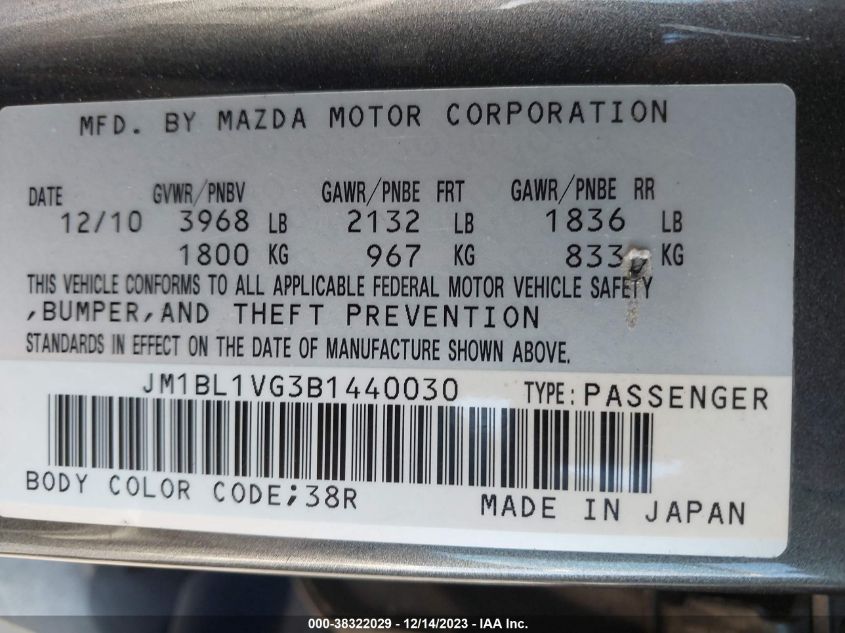 MFD. BY MAZDA MOTOR CORPORATION
DATE GVWR/PNBV GAWR/PNBE FRT GAWR/PNBE RR
12/10 3968 LB 2132 LB 1836 LB
1800 KG 967 KG 833 KG
THIS VEHICLE CONFORMS TO ALL APPLICABLE FEDERAL MOTOR VEHICLE SAFETY
,BUMPER,AND THEFT PREVENTION
STANDARDS IN EFFECT ON THE DATE OF MANUFACTURE SHOWN ABOVE.
JM1BL1VG3B1440030 TYPE:PASSENGER
BODY COLOR CODE;38R MADE IN JAPAN
000-38322029 - 12/14/2023 - IAA Inc.